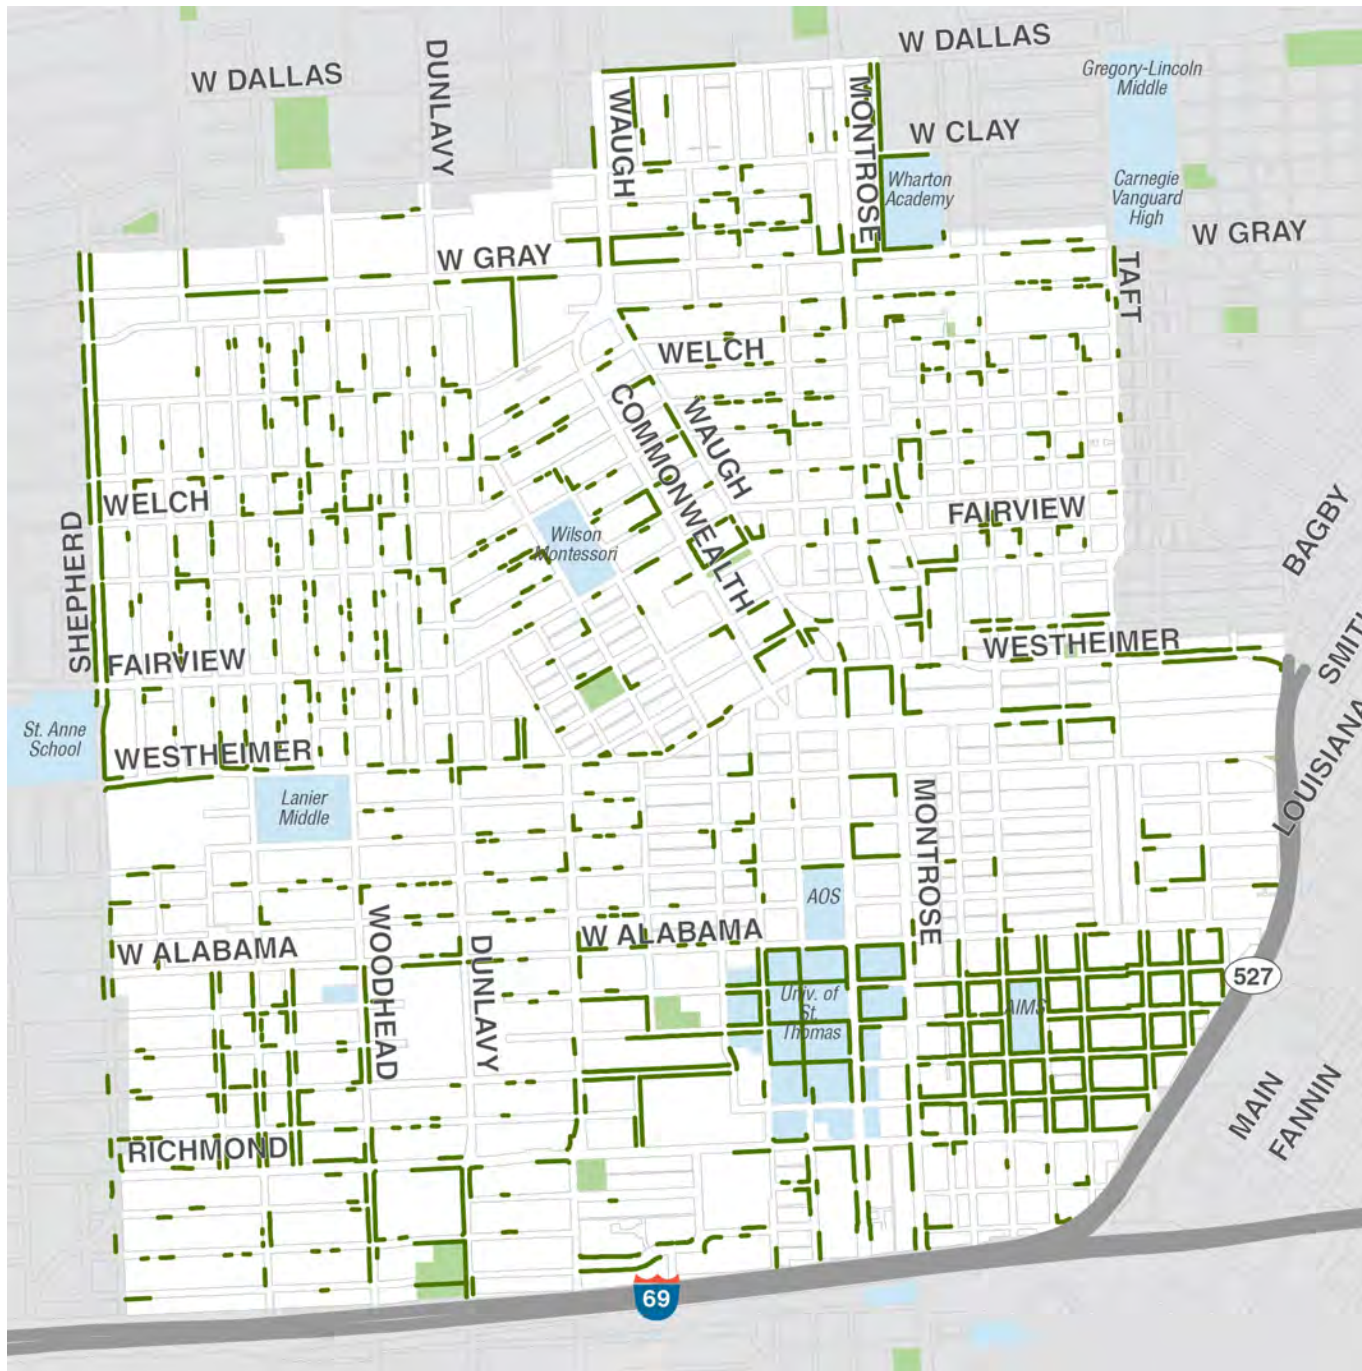 W DALLAS
DUNLAVY
W DALLAS
Gregory-Lincoln
Middle
WAUGH
MONTROSE
W CLAY
Wharton
Academy
Carnegie
Vanguard
High
W GRAY
W GRAY
TAFT
WELCH
COMMONWEALTH
WAUGH
WELCH
FAIRVIEW
Wilson
Montessori
BAGBY
SHEPHERD
SMITH
FAIRVIEW
WESTHEIMER
St. Anne
School
WESTHEIMER
LOUISIANA
Lanier
Middle
MONTROSE
AOS
WOODHEAD
W ALABAMA
W ALABAMA
DUNLAVY
527
Univ. of
St.
Thomas
AIMS
MAIN
FANNIN
RICHMOND
69